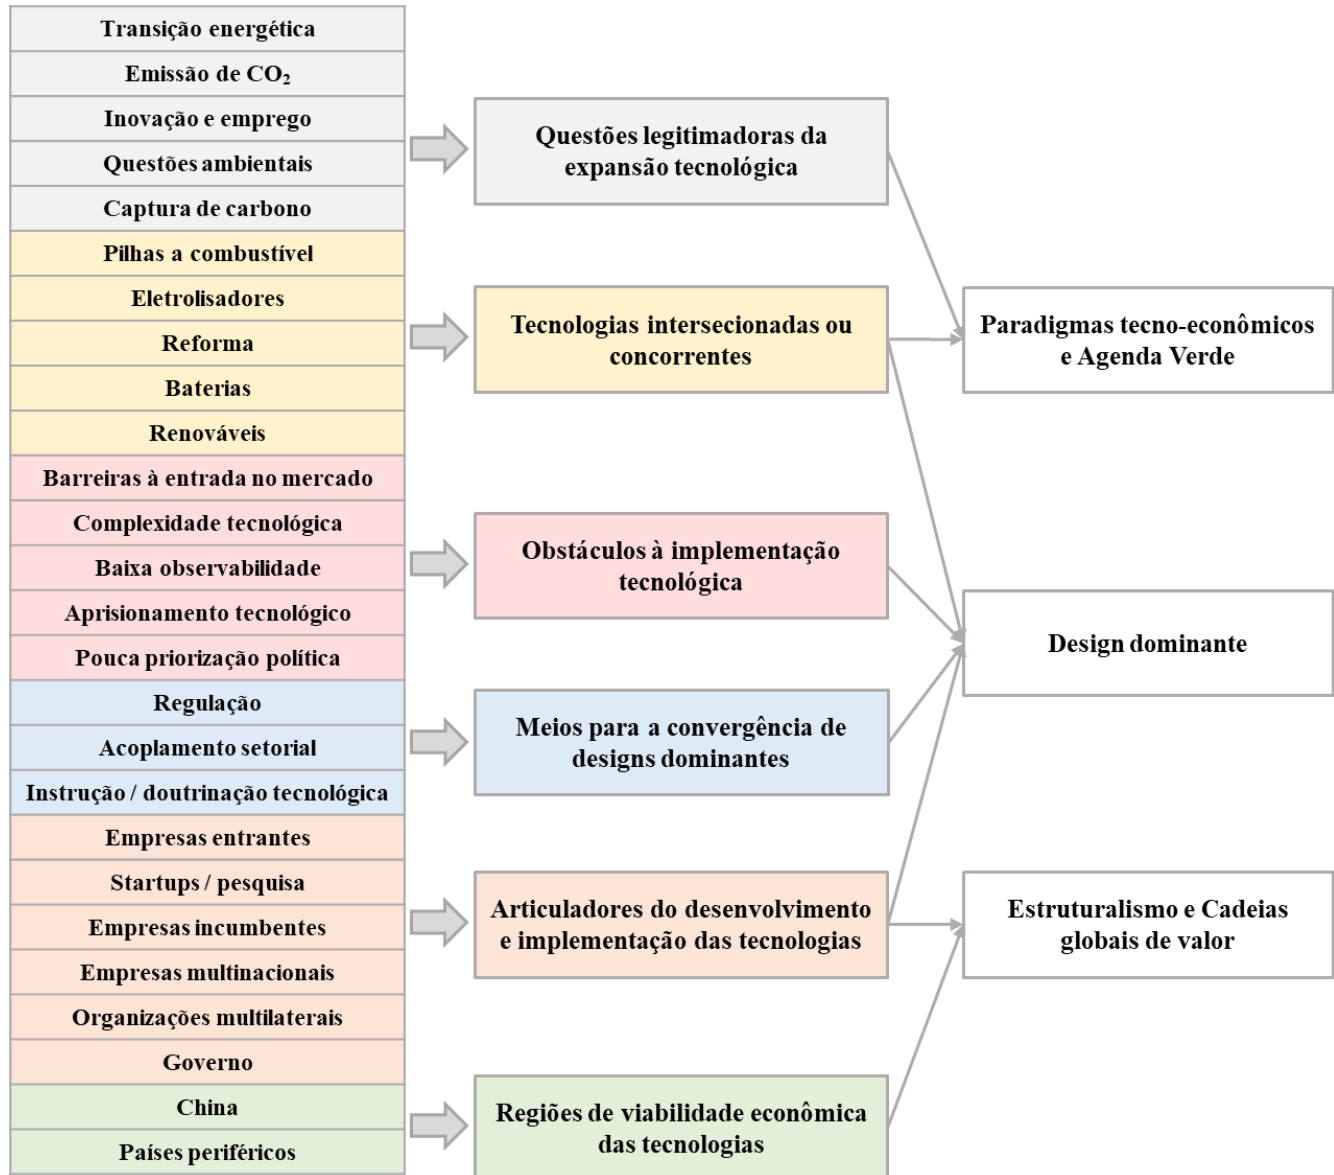 Transição energética
Emissão de CO₂
Inovação e emprego
Questões ambientais
Captura de carbono
Pilhas a combustível
Eletrolisadores
Reforma
Baterias
Renováveis
Barreiras à entrada no mercado
Complexidade tecnológica
Baixa observabilidade
Aprisionamento tecnológico
Pouca priorização política
Regulação
Acoplamento setorial
Instrução / doutrinação tecnológica
Empresas entrantes
Startups / pesquisa
Empresas incumbentes
Empresas multinacionais
Organizações multilaterais
Governo
China
Países periféricos
Questões legitimadoras da
expansão tecnológica
Tecnologias intersecionadas ou
concorrentes
Obstáculos à implementação
tecnológica
Meios para a convergência de
designs dominantes
Articuladores do desenvolvimento
e implementação das tecnologias
Regiões de viabilidade econômica
das tecnologias
Paradigmas tecno-econômicos
e Agenda Verde
Design dominante
Estruturalismo e Cadeias
globais de valor